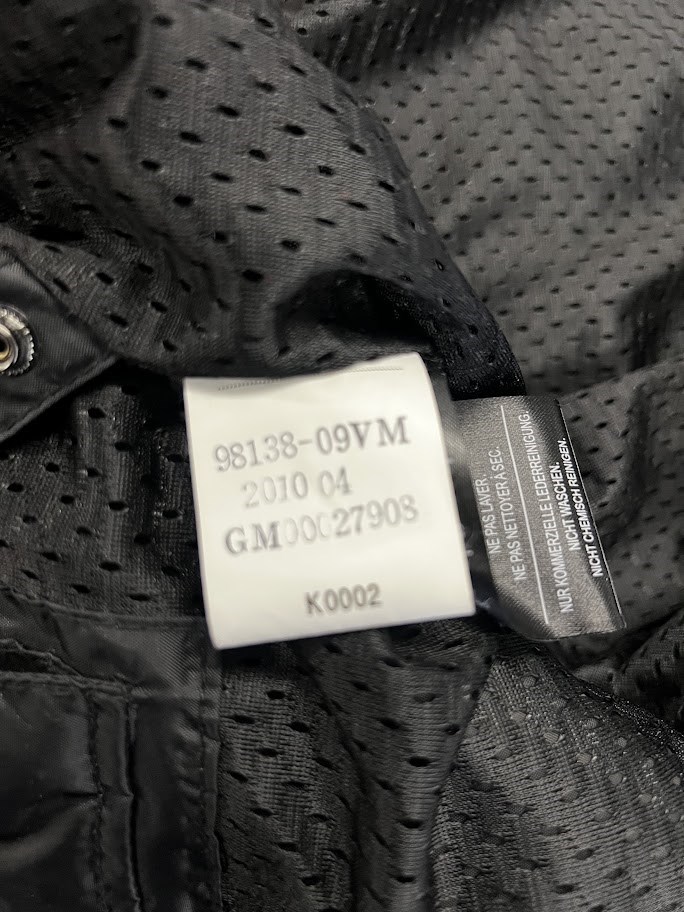 98138-09VM
2010 04
GM00027908
K0002
NE PAS LAVER.
NE PAS NETTOYER À SEC.
NUR KOMMERZIELLE LEDERREINIGUNG.
NICHT WASCHEN.
NICHT CHEMISCH REINIGEN.